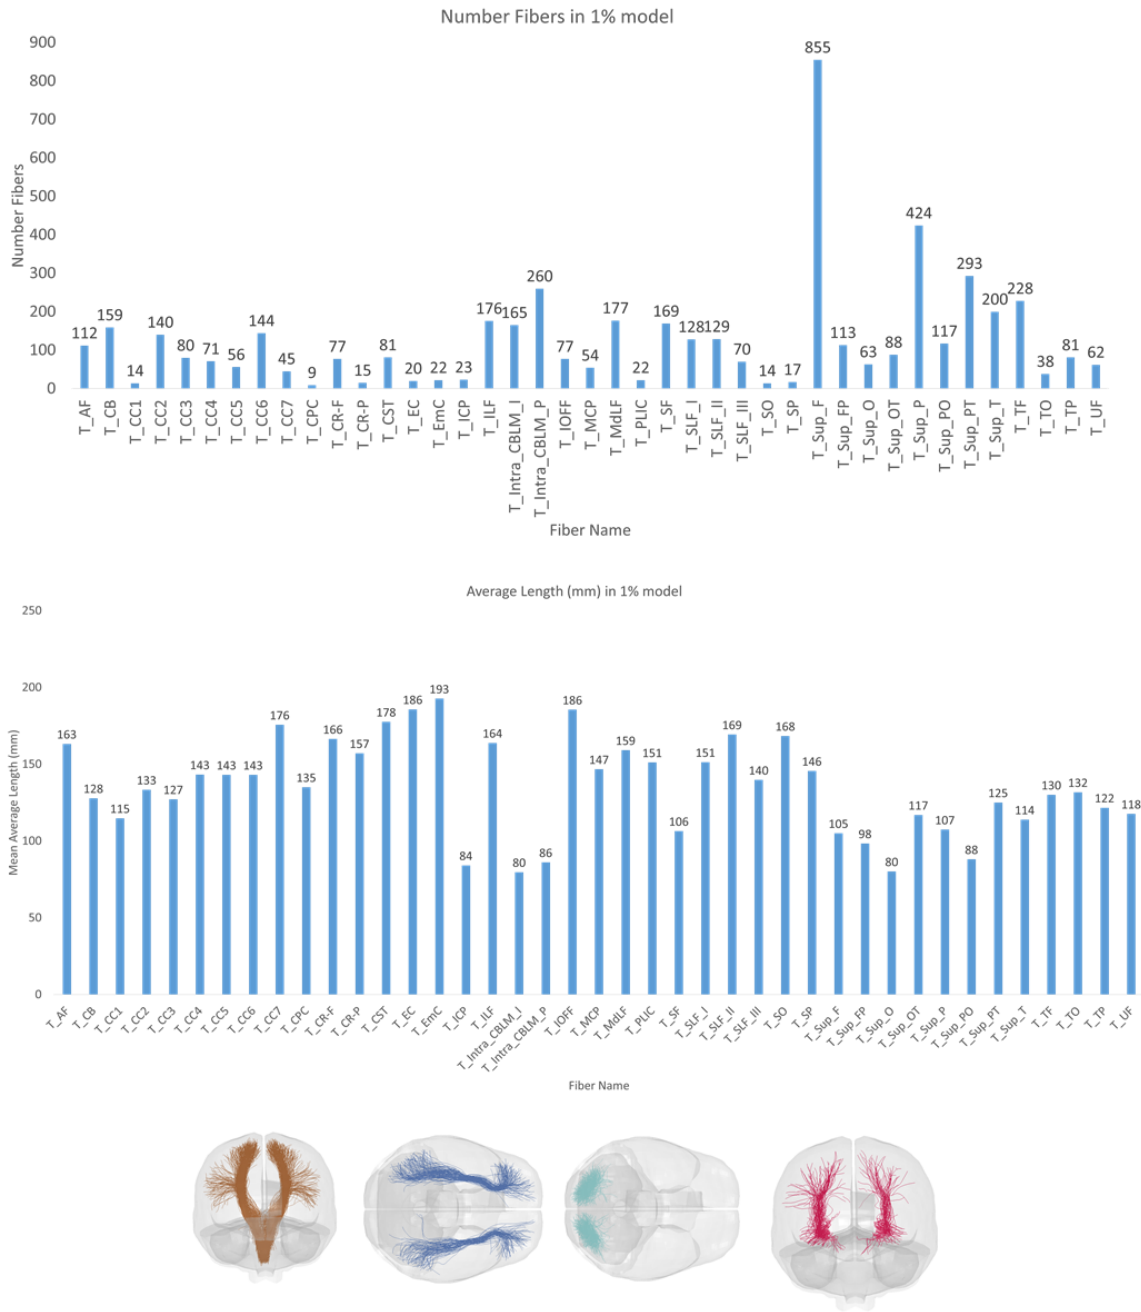 Number Fibers in 1% model
900
800
700
600
500
400
300
200
100
0
Number Fibers
112
159
14
140
80
71
56
144
45
9
77
15
81
20
22
23
176
165
260
77
54
177
22
169
128
129
70
14
17
855
113
63
88
424
117
293
200
228
38
81
62
T_AF
T_CB
T_CC1
T_CC2
T_CC3
T_CC4
T_CC5
T_CC6
T_CC7
T_CPC
T_CR-F
T_CR-P
T_CST
T_EC
T_EmC
T_ICP
T_ILF
T_Intra_CBLM_I
T_Intra_CBLM_P
T_IOFF
T_MCP
T_MdLF
T_PLIC
T_SF
T_SLF_I
T_SLF_II
T_SLF_III
T_SO
T_SP
T_Sup_F
T_Sup_FP
T_Sup_O
T_Sup_OT
T_Sup_P
T_Sup_PO
T_Sup_PT
T_Sup_T
T_TF
T_TO
T_TP
T_UF
Fiber Name
Average Length (mm) in 1% model
250
200
150
100
50
0
Mean Average Length (mm)
163
128
115
133
127
143
143
143
176
135
166
157
178
186
193
84
164
80
86
186
147
159
151
106
151
169
140
168
146
105
98
80
117
107
88
125
114
130
132
122
118
T_AF
T_CB
T_CC1
T_CC2
T_CC3
T_CC4
T_CC5
T_CC6
T_CC7
T_CPC
T_CR-F
T_CR-P
T_CST
T_EC
T_EmC
T_ICP
T_ILF
T_Intra_CBLM_I
T_Intra_CBLM_P
T_IOFF
T_MCP
T_MdLF
T_PLIC
T_SF
T_SLF_I
T_SLF_II
T_SLF_III
T_SO
T_SP
T_Sup_F
T_Sup_FP
T_Sup_O
T_Sup_OT
T_Sup_P
T_Sup_PO
T_Sup_PT
T_Sup_T
T_TF
T_TO
T_TP
T_UF
Fiber Name